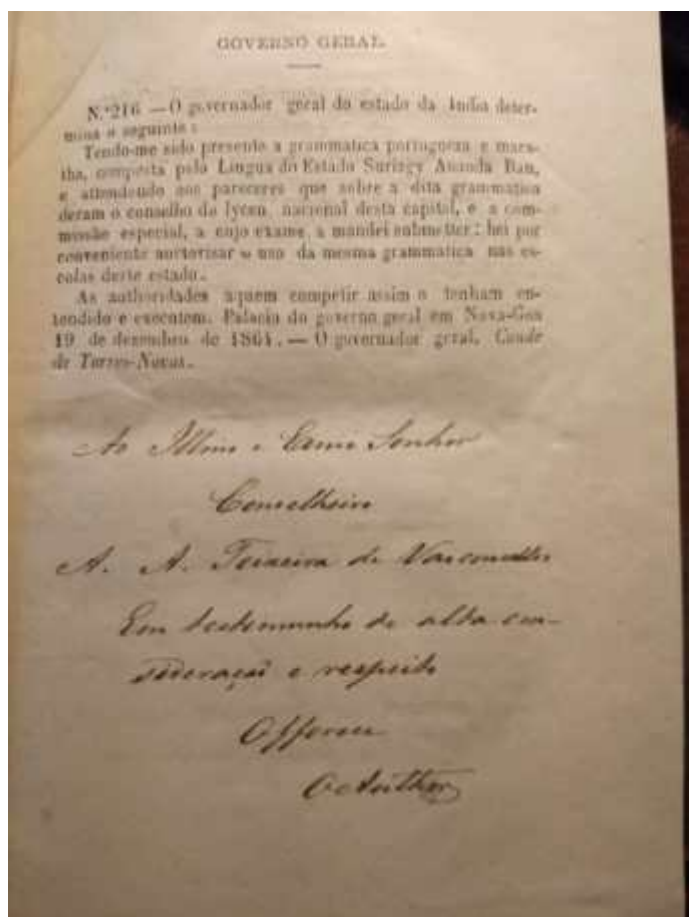 GOVERNO GERAL.
N.º 216 — O governador geral do estado da India deter-
mina o seguinte:
Tendo-me sido presente a grammatica portugueza e mara-
tha, composta pelo Lingua do Estado Suriagy Ananda Rau,
e attendendo aos pareceres que sobre a dita grammatica
deram o conselho do lyceu nacional desta capital, e a com-
missão especial, a cujo exame a mandei submetter: hei por
conveniente auctorisar o uso da mesma grammatica nas es-
colas deste estado.
As authoridades aquem competir assim o tenham en-
tendido e executem. Palacio do governo geral em Nova-Goa
19 de dezembro de 1864. — O governador geral, Conde
de Torres-Novas.
Ao Illmo e Exmo Senhor
Conselheiro
A. A. Teixeira de Vasconcellos
Em testemunho de alta con-
sideração e respeito
Offerece
O Author